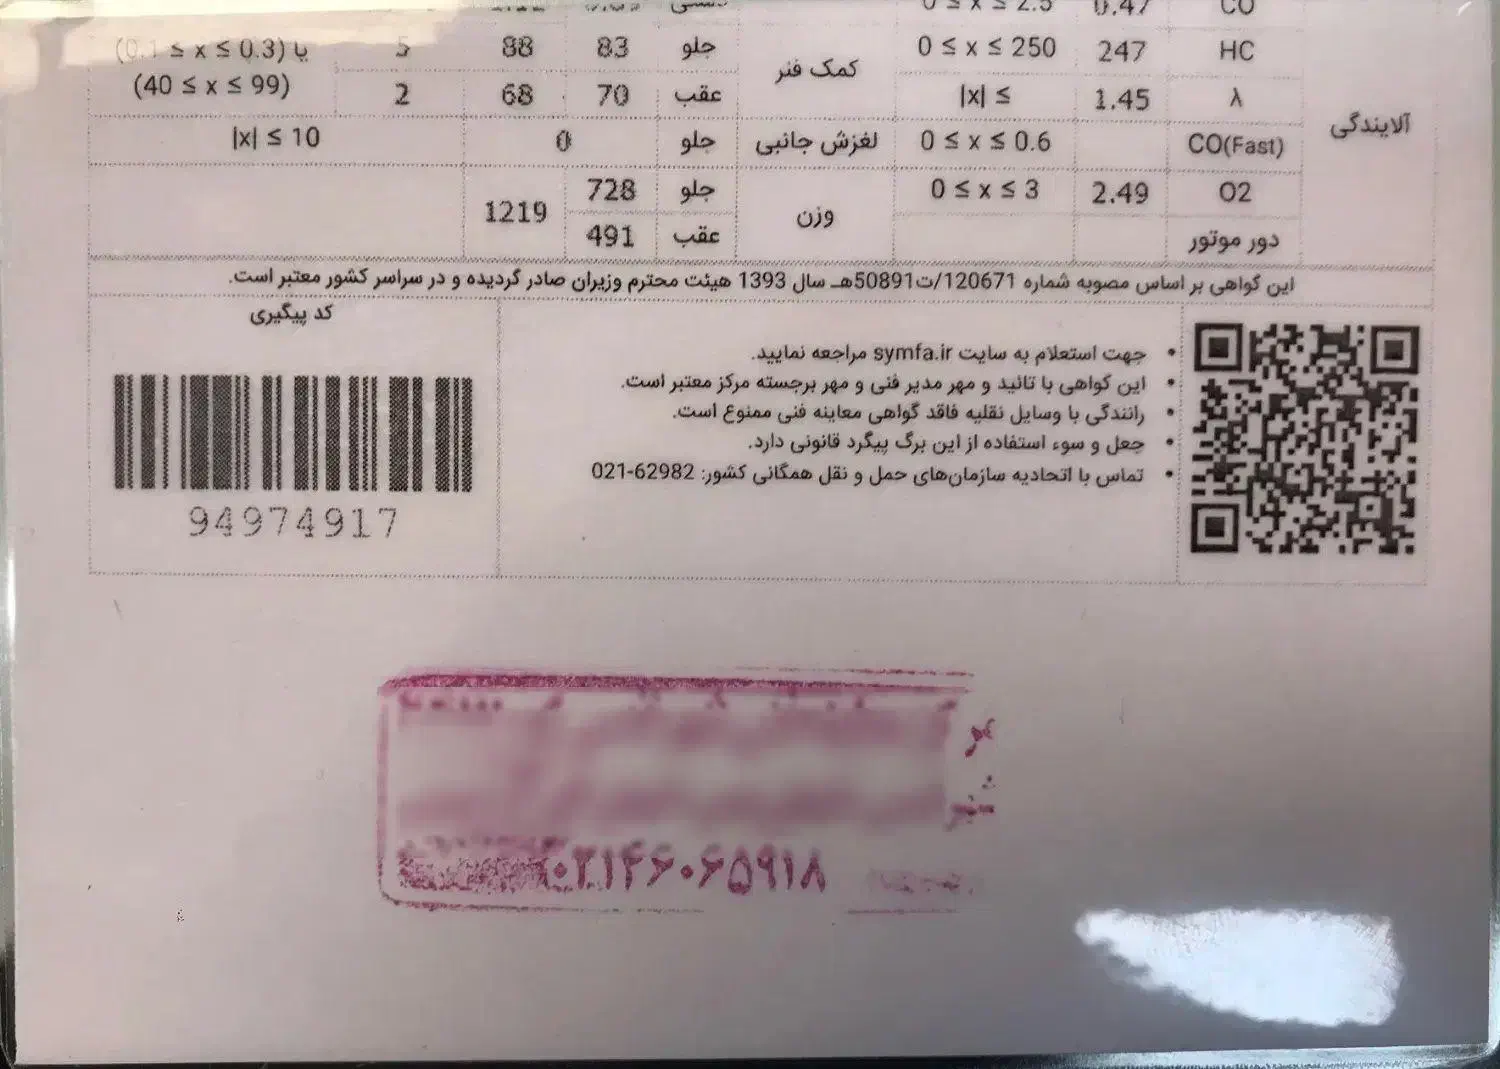 CO 0.47 0 ≤ x ≤ 2.5
HC 247 0 ≤ x ≤ 250 کمک فنر جلو 83 88 5 یا (0.1 ≤ x ≤ 0.3)
λ 1.45 |x| ≤ عقب 70 68 2 (40 ≤ x ≤ 99)
آلایندگی
CO(Fast) 0 ≤ x ≤ 0.6 لغزش جانبی جلو 0 |x| ≤ 10
O2 2.49 0 ≤ x ≤ 3 وزن جلو 728 1219
دور موتور عقب 491
این گواهی بر اساس مصوبه شماره 120671/ت50891هـ سال 1393 هیئت محترم وزیران صادر گردیده و در سراسر کشور معتبر است.
• جهت استعلام به سایت symfa.ir مراجعه نمایید.
• این گواهی با تائید و مهر مدیر فنی و مهر برجسته مرکز معتبر است.
• رانندگی با وسایل نقلیه فاقد گواهی معاینه فنی ممنوع است.
• جعل و سوء استفاده از این برگ پیگرد قانونی دارد.
• تماس با اتحادیه سازمان‌های حمل و نقل همگانی کشور: 62982-021
کد پیگیری
94974917
۰۲۱۴۶۰۶۵۹۱۸